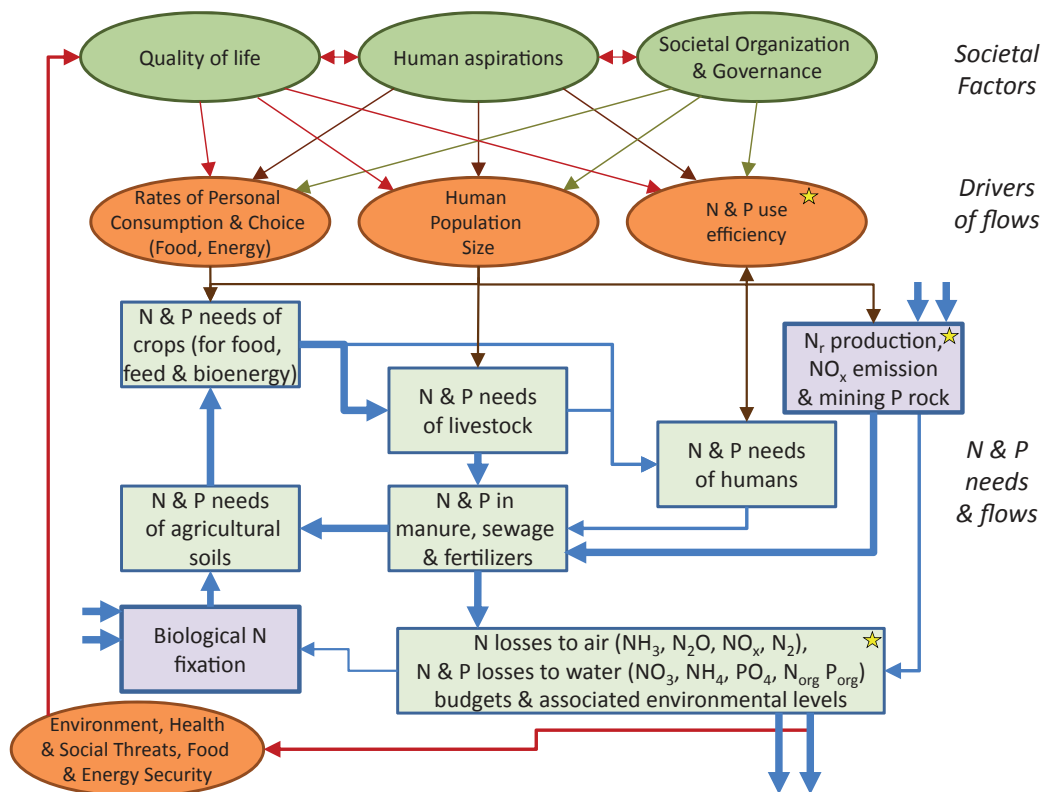 Quality of life
Human aspirations
Societal Organization
& Governance
Societal
Factors
Rates of Personal
Consumption & Choice
(Food, Energy)
Human
Population
Size
N & P use
efficiency
Drivers
of flows
N & P needs of
crops (for food,
feed & bioenergy)
N & P needs
of livestock
N & P needs
of humans
Nᵣ production,
NOₓ emission
& mining P rock
N & P
needs
& flows
N & P needs
of agricultural
soils
N & P in
manure, sewage
& fertilizers
Biological N
fixation
N losses to air (NH₃, N₂O, NOₓ, N₂),
N & P losses to water (NO₃, NH₄, PO₄, Norg Porg)
budgets & associated environmental levels
Environment, Health
& Social Threats, Food
& Energy Security